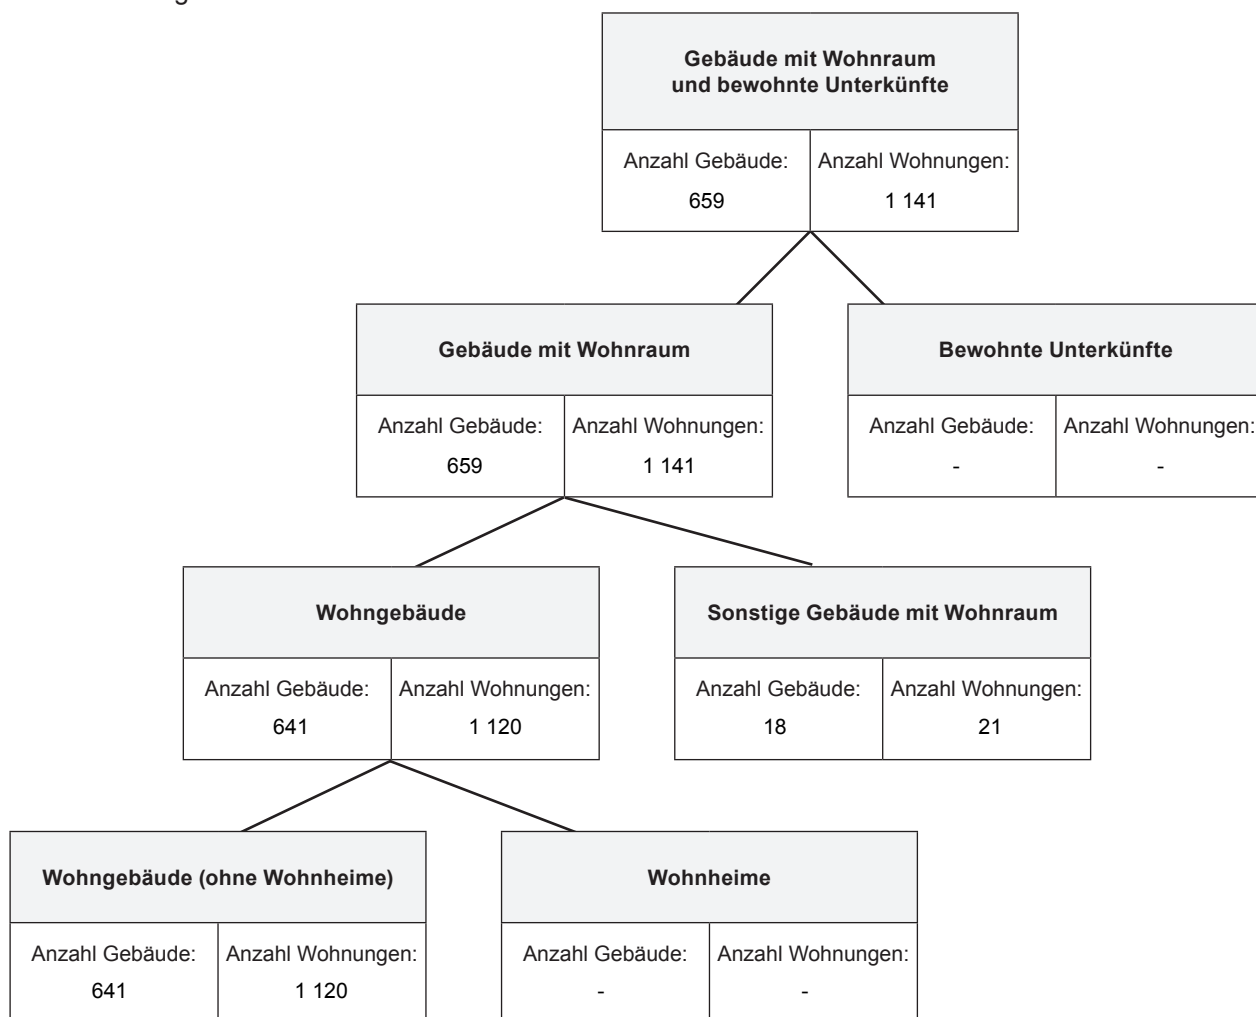 Gebäude mit Wohnraum
und bewohnte Unterkünfte
Anzahl Gebäude:
659
Anzahl Wohnungen:
1 141
Gebäude mit Wohnraum
Anzahl Gebäude:
659
Anzahl Wohnungen:
1 141
Bewohnte Unterkünfte
Anzahl Gebäude:
-
Anzahl Wohnungen:
-
Wohngebäude
Anzahl Gebäude:
641
Anzahl Wohnungen:
1 120
Sonstige Gebäude mit Wohnraum
Anzahl Gebäude:
18
Anzahl Wohnungen:
21
Wohngebäude (ohne Wohnheime)
Anzahl Gebäude:
641
Anzahl Wohnungen:
1 120
Wohnheime
Anzahl Gebäude:
-
Anzahl Wohnungen:
-